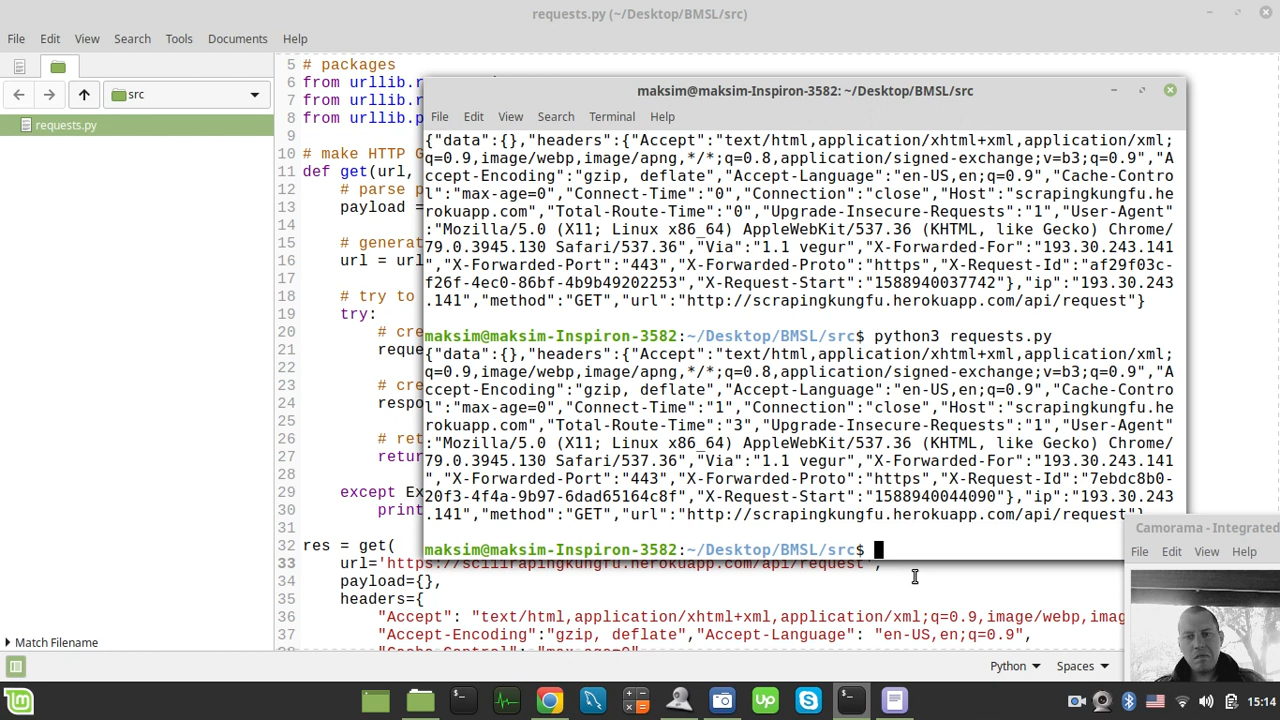 requests.py (~/Desktop/BMSL/src)
File Edit View Search Tools Documents Help
src
requests.py
5 # packages
6 from urllib.r
7 from urllib.r
8 from urllib.p
9
10 # make HTTP G
11 def get(url,
12 # parse p
13 payload =
14
15 # generat
16 url = url
17
18 # try to
19 try:
20 # cre
21 reque
22
23 # cre
24 respo
25
26 # ret
27 retur
28
29 except Ex
30 print
31
32 res = get(
33 url='https://sciiirapingkungfu.herokuapp.com/api/request',
34 payload={},
35 headers={
36 "Accept": "text/html,application/xhtml+xml,application/xml;q=0.9,image/webp,imag
37 "Accept-Encoding":"gzip, deflate","Accept-Language": "en-US,en;q=0.9",
38 "Cache-Control": "max-age=0"
Match Filename
Python Spaces
maksim@maksim-Inspiron-3582: ~/Desktop/BMSL/src
File Edit View Search Terminal Help
{"data":{},"headers":{"Accept":"text/html,application/xhtml+xml,application/xml;
q=0.9,image/webp,image/apng,*/*;q=0.8,application/signed-exchange;v=b3;q=0.9","A
ccept-Encoding":"gzip, deflate","Accept-Language":"en-US,en;q=0.9","Cache-Contro
l":"max-age=0","Connect-Time":"0","Connection":"close","Host":"scrapingkungfu.he
rokuapp.com","Total-Route-Time":"0","Upgrade-Insecure-Requests":"1","User-Agent"
:"Mozilla/5.0 (X11; Linux x86_64) AppleWebKit/537.36 (KHTML, like Gecko) Chrome/
79.0.3945.130 Safari/537.36","Via":"1.1 vegur","X-Forwarded-For":"193.30.243.141
","X-Forwarded-Port":"443","X-Forwarded-Proto":"https","X-Request-Id":"af29f03c-
f26f-4ec0-86bf-4b9b49202253","X-Request-Start":"1588940037742"},"ip":"193.30.243
.141","method":"GET","url":"http://scrapingkungfu.herokuapp.com/api/request"}
maksim@maksim-Inspiron-3582:~/Desktop/BMSL/src$ python3 requests.py
{"data":{},"headers":{"Accept":"text/html,application/xhtml+xml,application/xml;
q=0.9,image/webp,image/apng,*/*;q=0.8,application/signed-exchange;v=b3;q=0.9","A
ccept-Encoding":"gzip, deflate","Accept-Language":"en-US,en;q=0.9","Cache-Contro
l":"max-age=0","Connect-Time":"1","Connection":"close","Host":"scrapingkungfu.he
rokuapp.com","Total-Route-Time":"3","Upgrade-Insecure-Requests":"1","User-Agent"
:"Mozilla/5.0 (X11; Linux x86_64) AppleWebKit/537.36 (KHTML, like Gecko) Chrome/
79.0.3945.130 Safari/537.36","Via":"1.1 vegur","X-Forwarded-For":"193.30.243.141
","X-Forwarded-Port":"443","X-Forwarded-Proto":"https","X-Request-Id":"7ebdc8b0-
20f3-4f4a-9b97-6dad65164c8f","X-Request-Start":"1588940044090"},"ip":"193.30.243
.141","method":"GET","url":"http://scrapingkungfu.herokuapp.com/api/request"}
maksim@maksim-Inspiron-3582:~/Desktop/BMSL/src$
Camorama - Integrated
File Edit View Help
Up
15:14